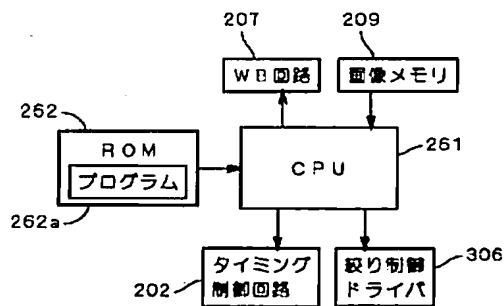 207
209
WB回路
画像メモリ
262
261
ROM
プログラム
CPU
262a
タイミング
制御回路
絞り制御
ドライバ
306
202